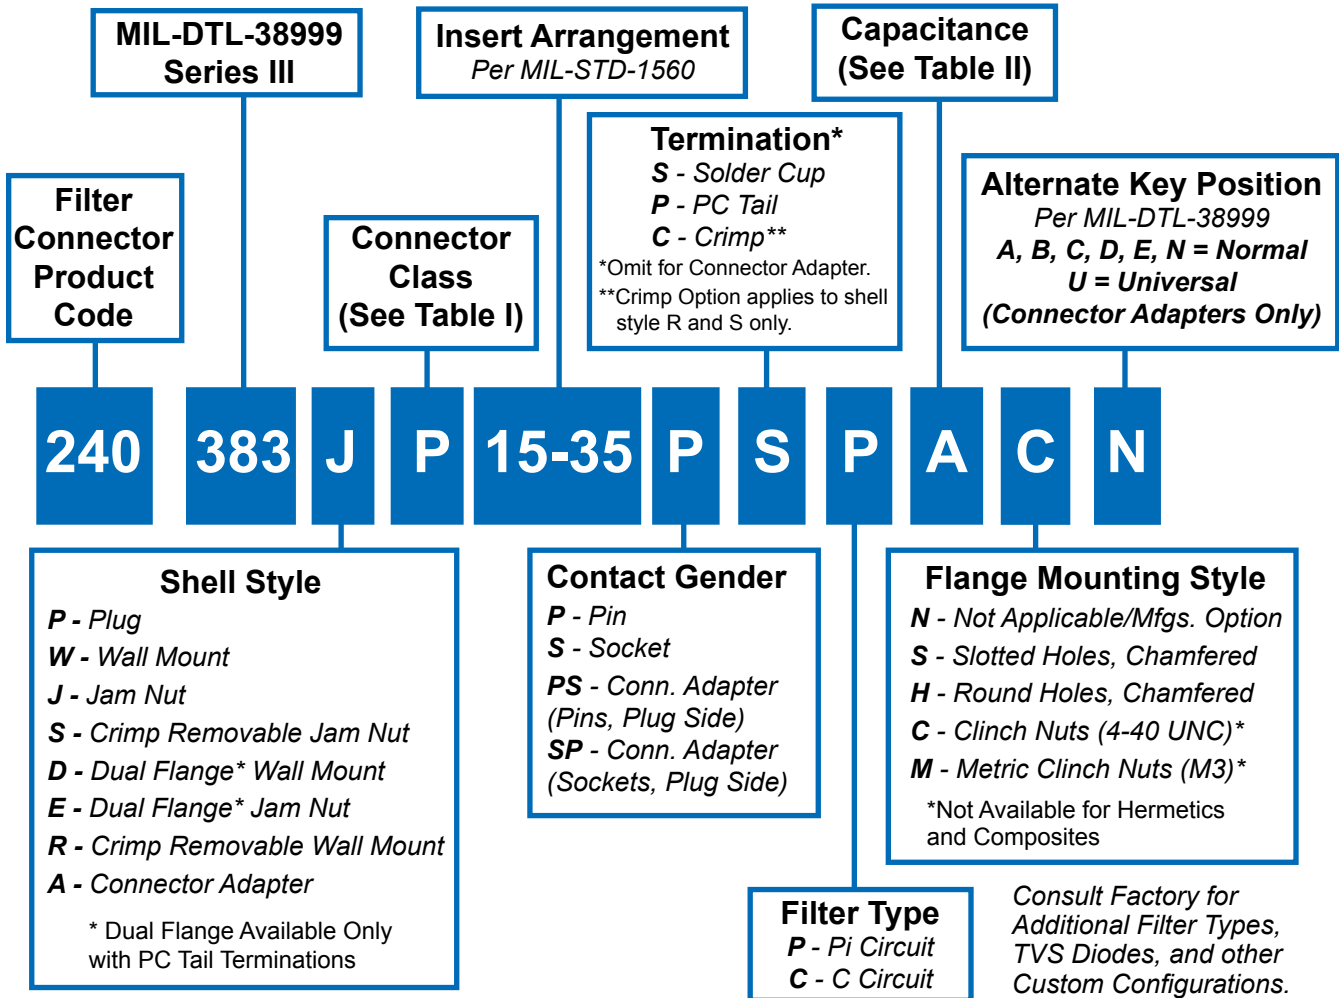 MIL-DTL-38999
Series III
Insert Arrangement
Per MIL-STD-1560
Capacitance
(See Table II)
Filter
Connector
Product
Code
Connector
Class
(See Table I)
Termination*
S - Solder Cup
P - PC Tail
C - Crimp**
*Omit for Connector Adapter.
**Crimp Option applies to shell
style R and S only.
Alternate Key Position
Per MIL-DTL-38999
A, B, C, D, E, N = Normal
U = Universal
(Connector Adapters Only)
240 383 J P 15-35 P S P A C N
Shell Style
P - Plug
W - Wall Mount
J - Jam Nut
S - Crimp Removable Jam Nut
D - Dual Flange* Wall Mount
E - Dual Flange* Jam Nut
R - Crimp Removable Wall Mount
A - Connector Adapter
* Dual Flange Available Only
with PC Tail Terminations
Contact Gender
P - Pin
S - Socket
PS - Conn. Adapter
(Pins, Plug Side)
SP - Conn. Adapter
(Sockets, Plug Side)
Filter Type
P - Pi Circuit
C - C Circuit
Flange Mounting Style
N - Not Applicable/Mfgs. Option
S - Slotted Holes, Chamfered
H - Round Holes, Chamfered
C - Clinch Nuts (4-40 UNC)*
M - Metric Clinch Nuts (M3)*
*Not Available for Hermetics
and Composites
Consult Factory for
Additional Filter Types,
TVS Diodes, and other
Custom Configurations.